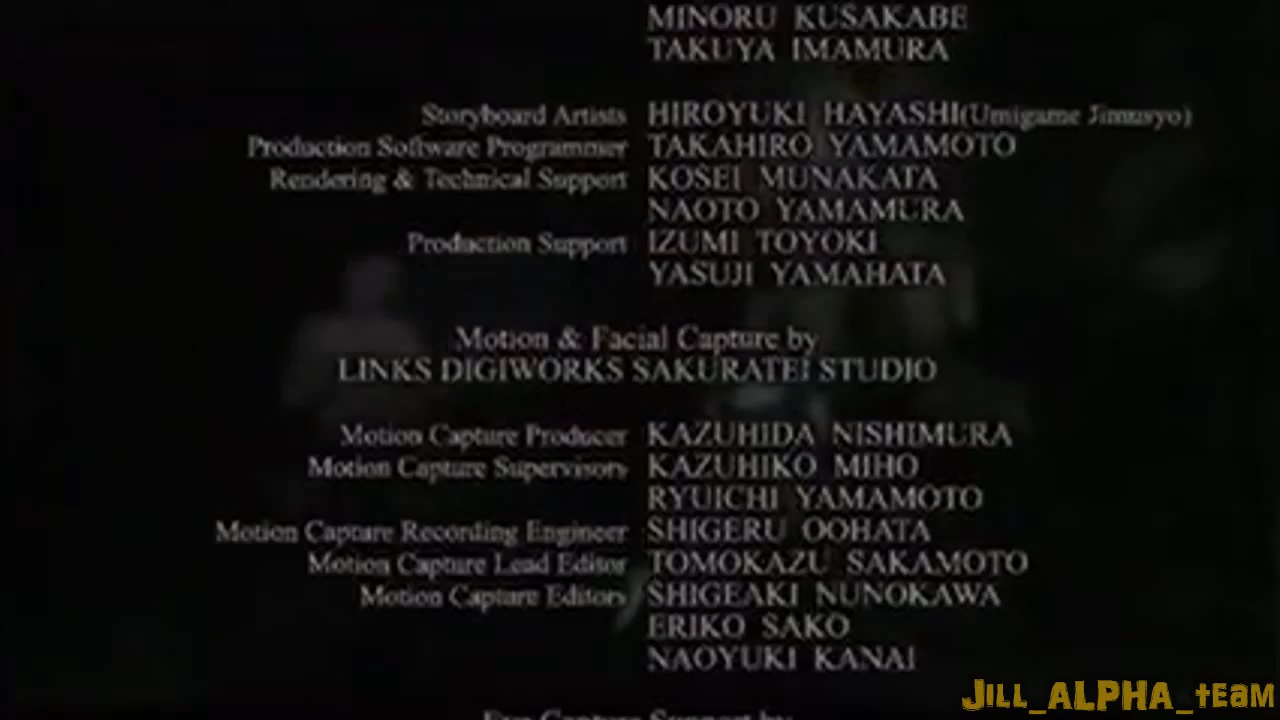 MINORU KUSAKABE
TAKUYA IMAMURA
Storyboard Artists HIROYUKI HAYASHI(Umigame Jimusyo)
Production Software Programmer TAKAHIRO YAMAMOTO
Rendering & Technical Support KOSEI MUNAKATA
NAOTO YAMAMURA
Production Support IZUMI TOYOKI
YASUJI YAMAHATA
Motion & Facial Capture by
LINKS DIGIWORKS SAKURATEI STUDIO
Motion Capture Producer KAZUHIDA NISHIMURA
Motion Capture Supervisors KAZUHIKO MIHO
RYUICHI YAMAMOTO
Motion Capture Recording Engineer SHIGERU OOHATA
Motion Capture Lead Editor TOMOKAZU SAKAMOTO
Motion Capture Editors SHIGEAKI NUNOKAWA
ERIKO SAKO
NAOYUKI KANAI
Capture Support by
JILL_ALPHA_TEAM